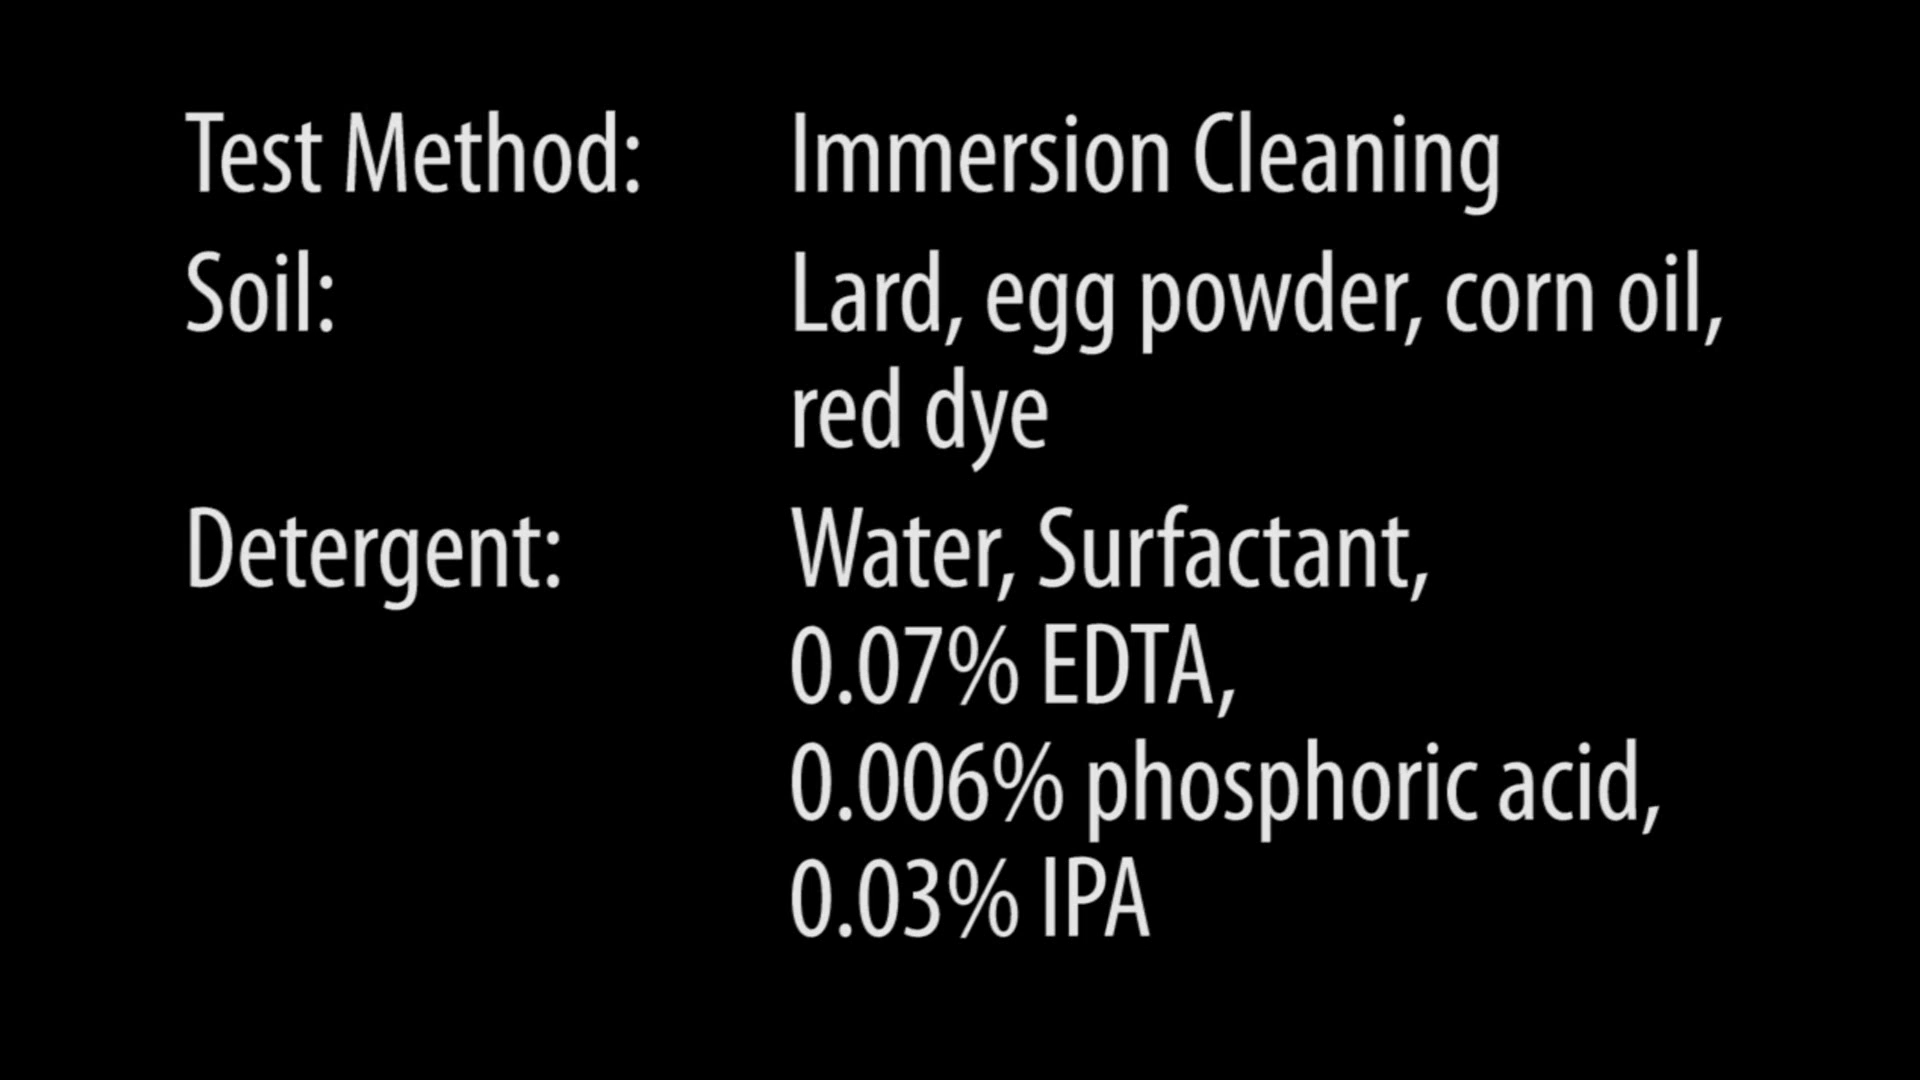 Test Method: Immersion Cleaning
Soil: Lard, egg powder, corn oil,
red dye
Detergent: Water, Surfactant,
0.07% EDTA,
0.006% phosphoric acid,
0.03% IPA